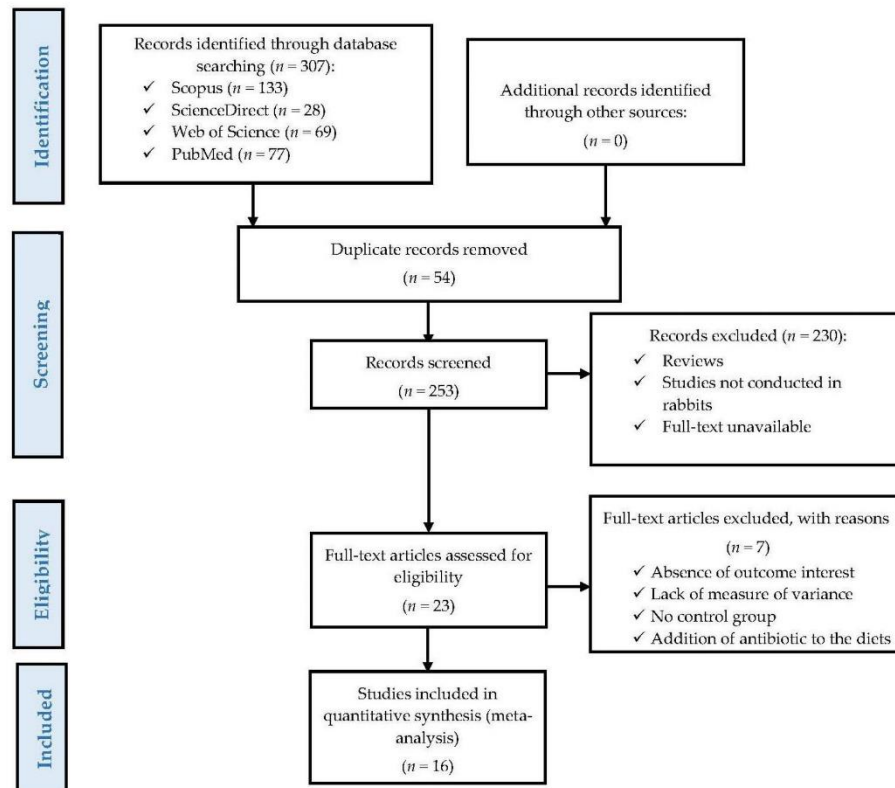 Identification
Records identified through database
searching (n = 307):
✓ Scopus (n = 133)
✓ ScienceDirect (n = 28)
✓ Web of Science (n = 69)
✓ PubMed (n = 77)
Additional records identified
through other sources:
(n = 0)
Screening
Duplicate records removed
(n = 54)
Records screened
(n = 253)
Records excluded (n = 230):
✓ Reviews
✓ Studies not conducted in
rabbits
✓ Full-text unavailable
Eligibility
Full-text articles assessed for
eligibility
(n = 23)
Full-text articles excluded, with reasons
(n = 7)
✓ Absence of outcome interest
✓ Lack of measure of variance
✓ No control group
✓ Addition of antibiotic to the diets
Included
Studies included in
quantitative synthesis (meta-
analysis)
(n = 16)